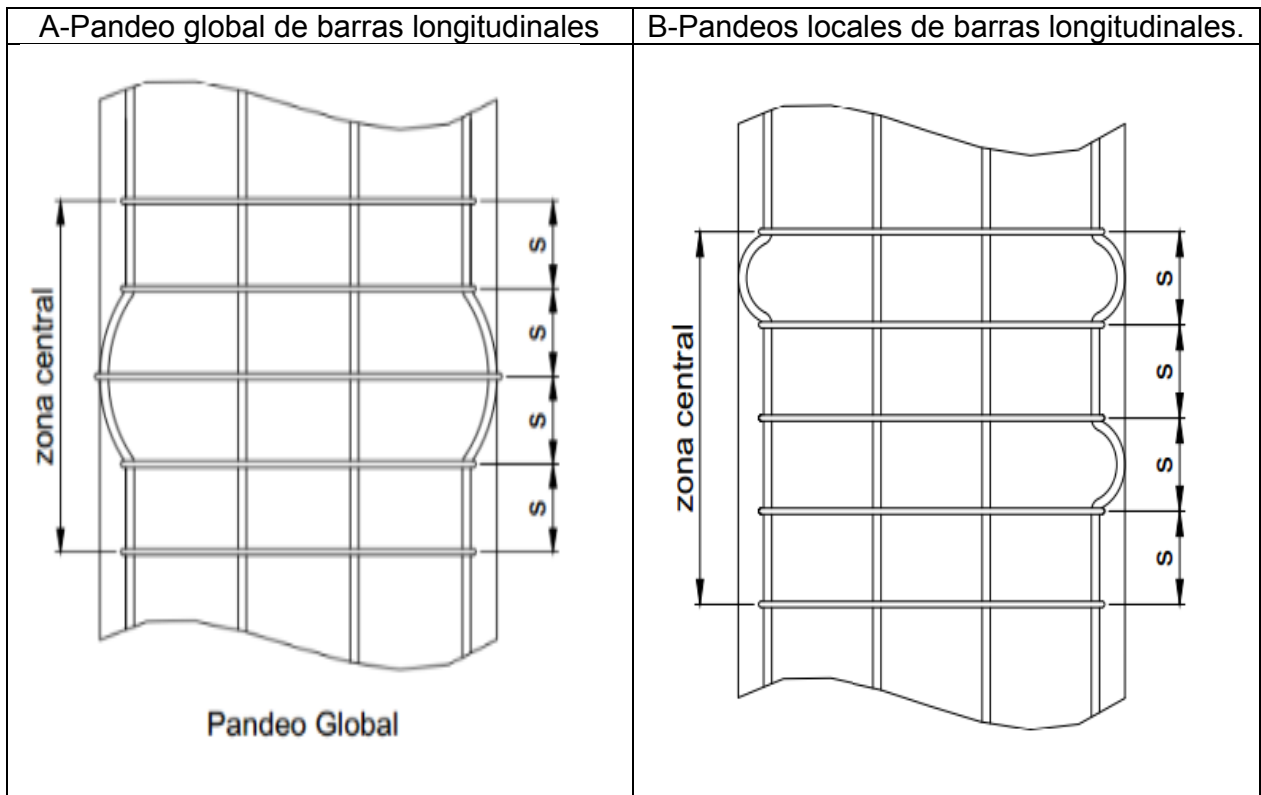 A-Pandeo global de barras longitudinales
B-Pandeos locales de barras longitudinales.
zona central
s
s
s
s
Pandeo Global
zona central
s
s
s
s